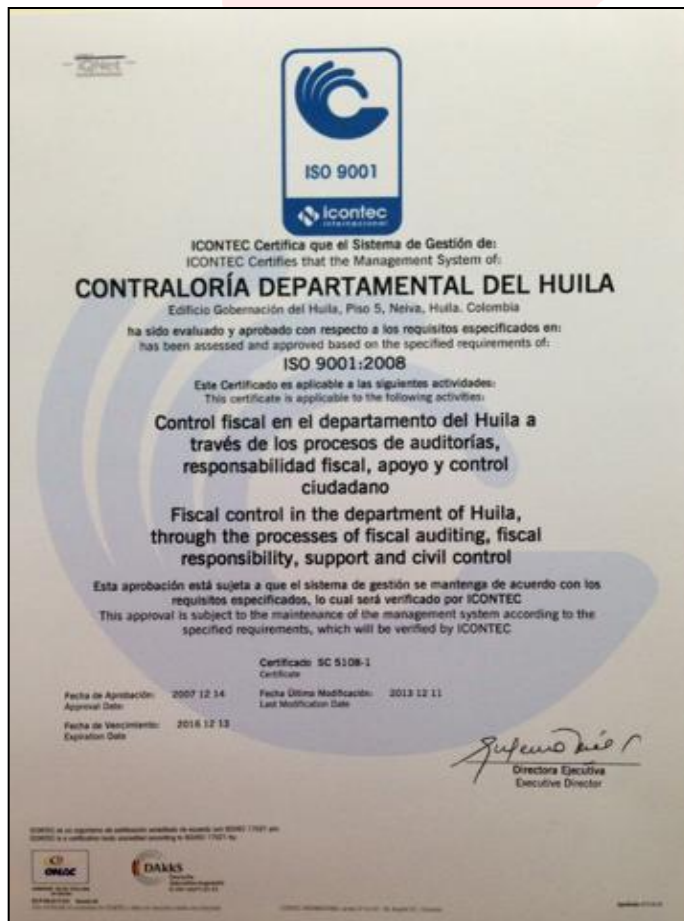 IQNet
ISO 9001
icontec
internacional
ICONTEC Certifica que el Sistema de Gestión de:
ICONTEC Certifies that the Management System of:
CONTRALORÍA DEPARTAMENTAL DEL HUILA
Edificio Gobernación del Huila, Piso 5, Neiva, Huila. Colombia
ha sido evaluado y aprobado con respecto a los requisitos especificados en:
has been assessed and approved based on the specified requirements of:
ISO 9001:2008
Este Certificado es aplicable a las siguientes actividades:
This certificate is applicable to the following activities:
Control fiscal en el departamento del Huila a
través de los procesos de auditorías,
responsabilidad fiscal, apoyo y control
ciudadano
Fiscal control in the department of Huila,
through the processes of fiscal auditing, fiscal
responsibility, support and civil control
Esta aprobación está sujeta a que el sistema de gestión se mantenga de acuerdo con los
requisitos especificados, lo cual será verificado por ICONTEC
This approval is subject to the maintenance of the management system according to the
specified requirements, which will be verified by ICONTEC
Certificado SC 5108-1
Certificate
Fecha de Aprobación: 2007 12 14 Fecha Última Modificación: 2013 12 11
Approval Date: Last Modification Date
Fecha de Vencimiento: 2016 12 13
Expiration Date
Directora Ejecutiva
Executive Director
ONAC
DAkkS
Deutsche
Akkreditierungsstelle